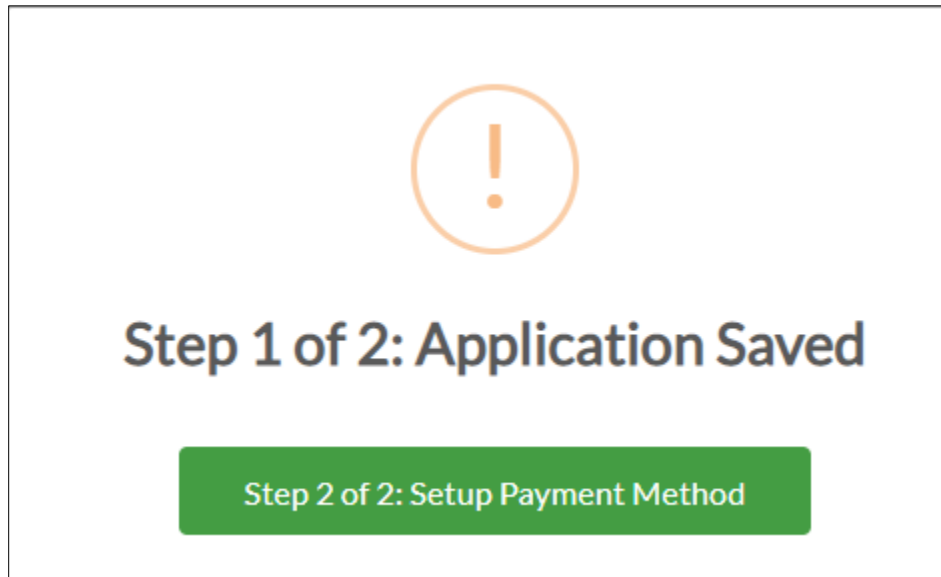 !
Step 1 of 2: Application Saved
Step 2 of 2: Setup Payment Method